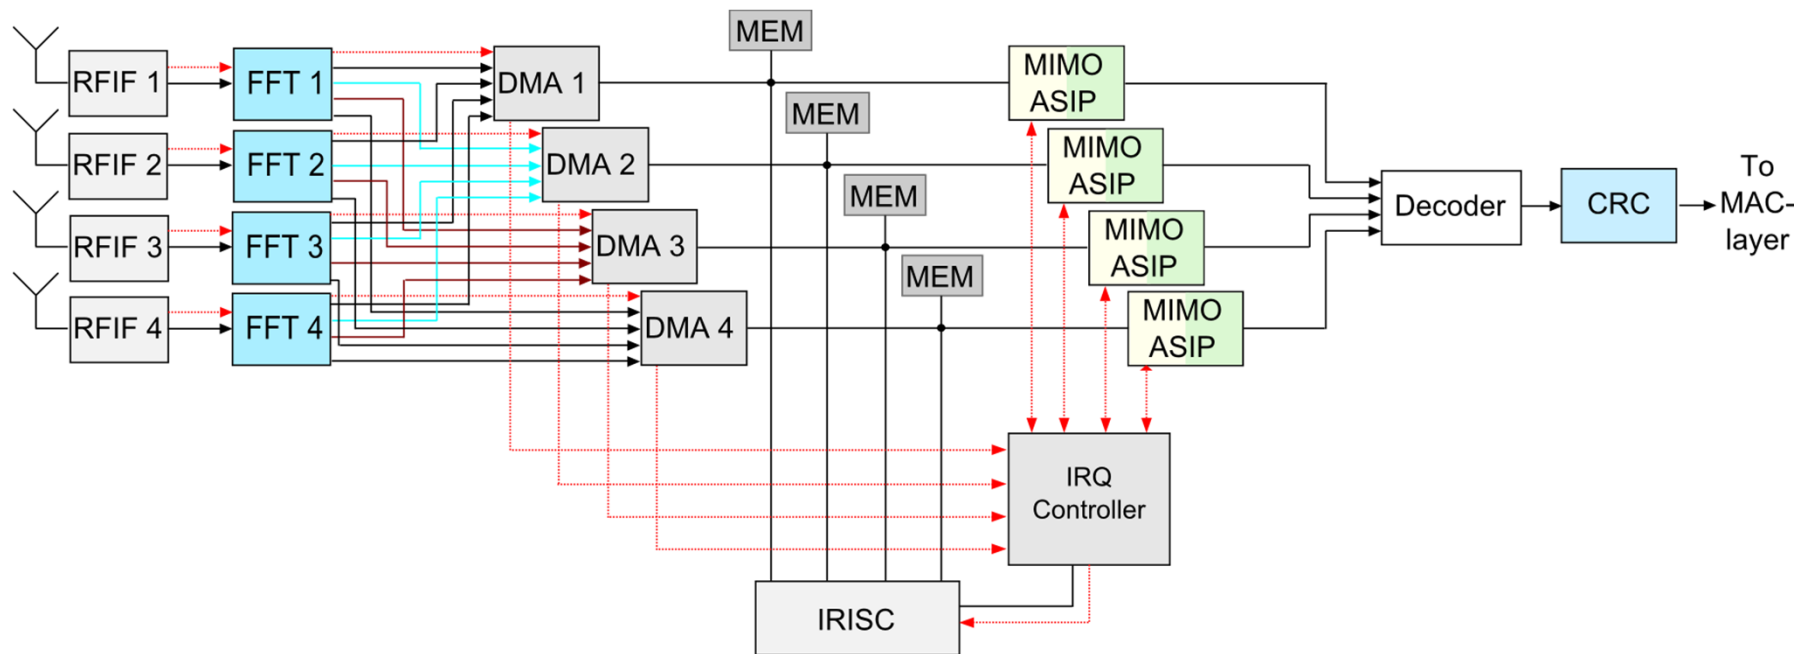 MEM
RFIF 1
FFT 1
DMA 1
MIMO
ASIP
MEM
RFIF 2
FFT 2
DMA 2
MIMO
ASIP
MEM
RFIF 3
FFT 3
DMA 3
MIMO
ASIP
MEM
RFIF 4
FFT 4
DMA 4
MIMO
ASIP
Decoder
CRC
To
MAC-
layer
IRQ
Controller
IRISC